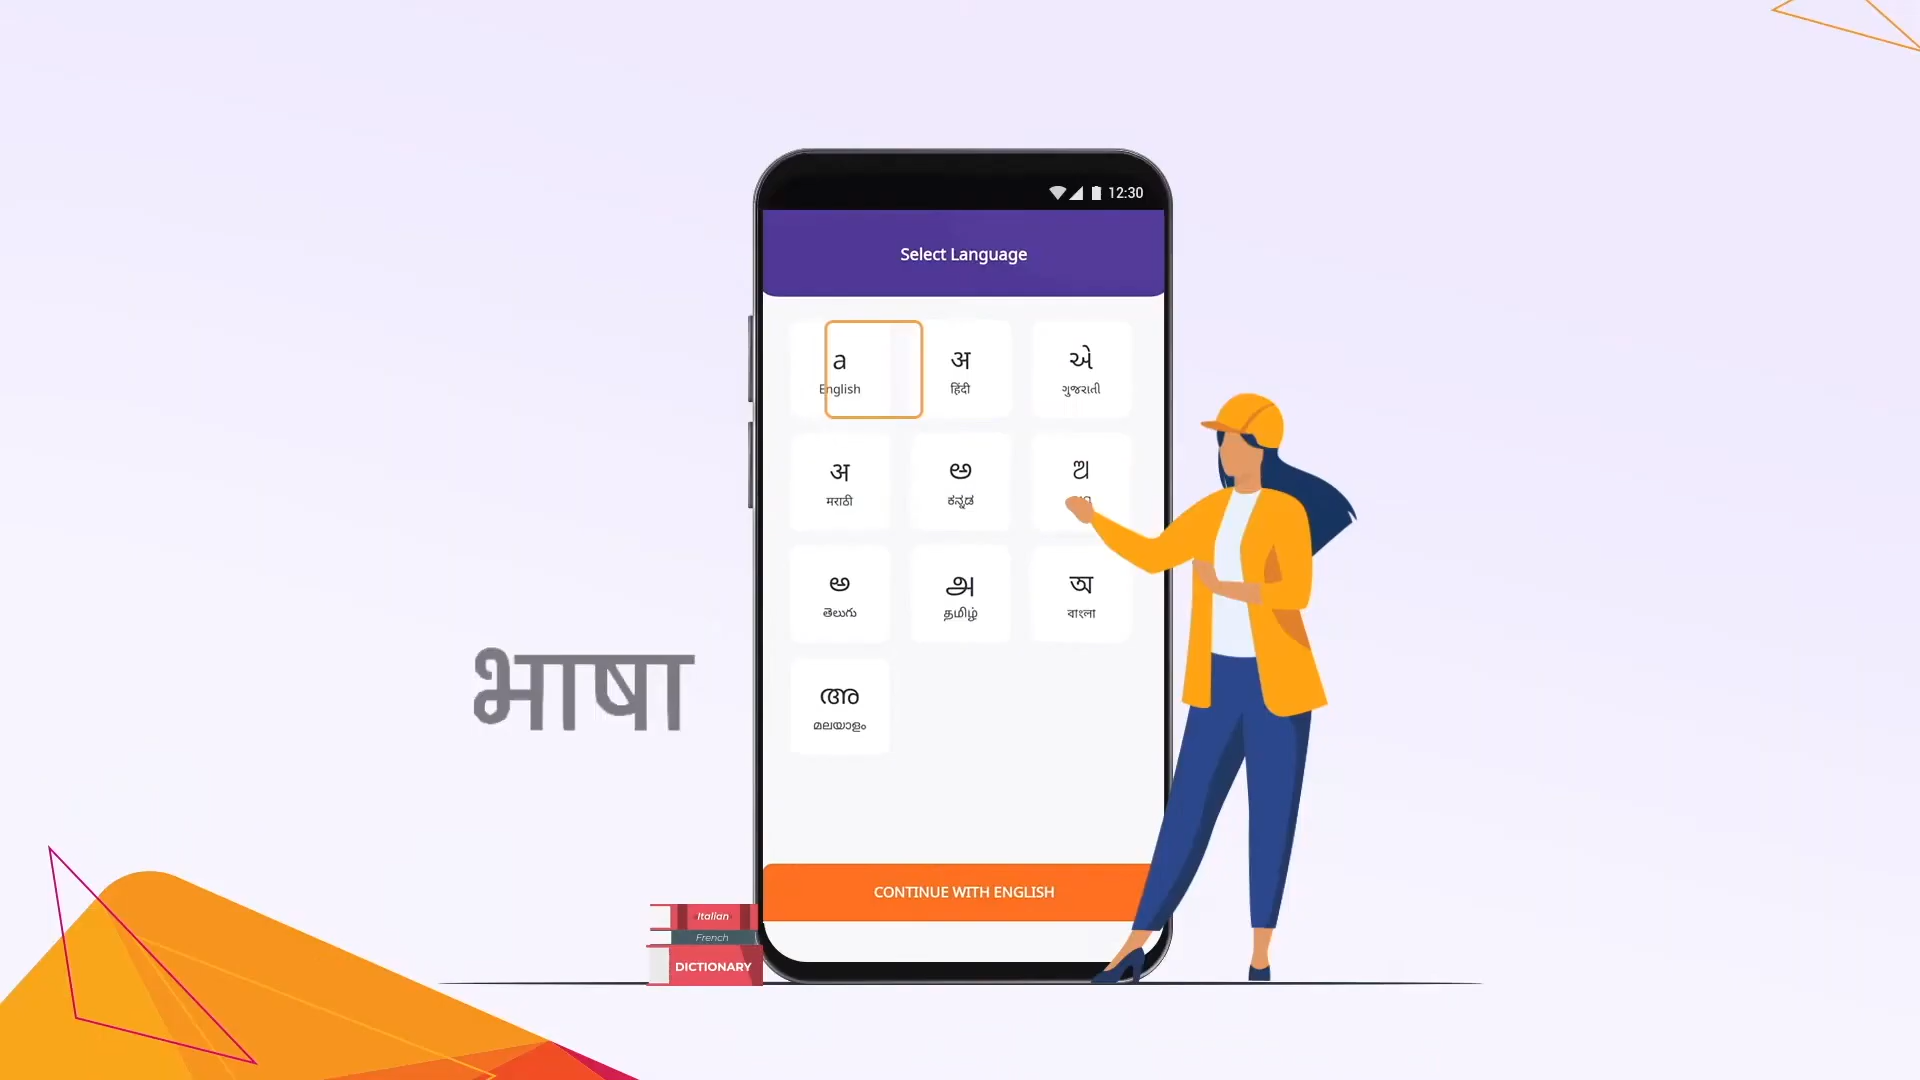 12:30
Select Language
a
English
अ
हिंदी
એ
ગુજરાતી
अ
मराठी
ಅ
ಕನ್ನಡ
ଅ
అ
తెలుగు
அ
தமிழ்
অ
বাংলা
അ
മലയാളം
भाषा
CONTINUE WITH ENGLISH
Italian
French
DICTIONARY